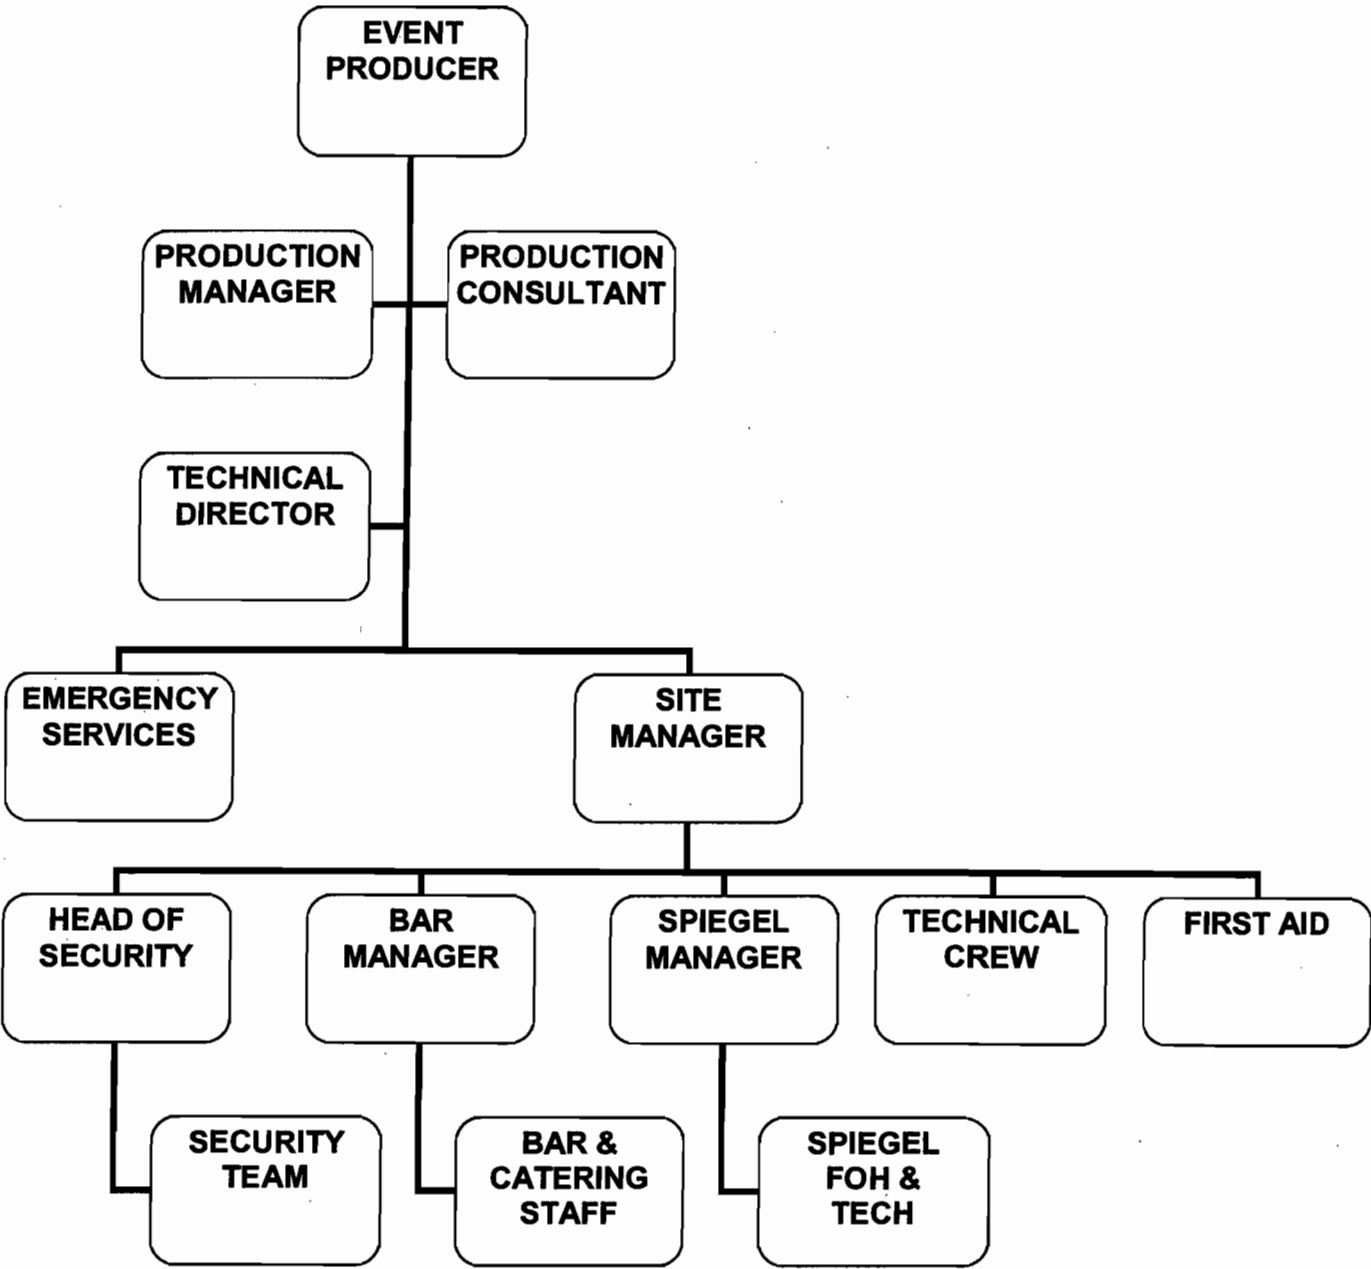 EVENT
PRODUCER
PRODUCTION
MANAGER
PRODUCTION
CONSULTANT
TECHNICAL
DIRECTOR
EMERGENCY
SERVICES
SITE
MANAGER
HEAD OF
SECURITY
BAR
MANAGER
SPIEGEL
MANAGER
TECHNICAL
CREW
FIRST AID
SECURITY
TEAM
BAR &
CATERING
STAFF
SPIEGEL
FOH &
TECH